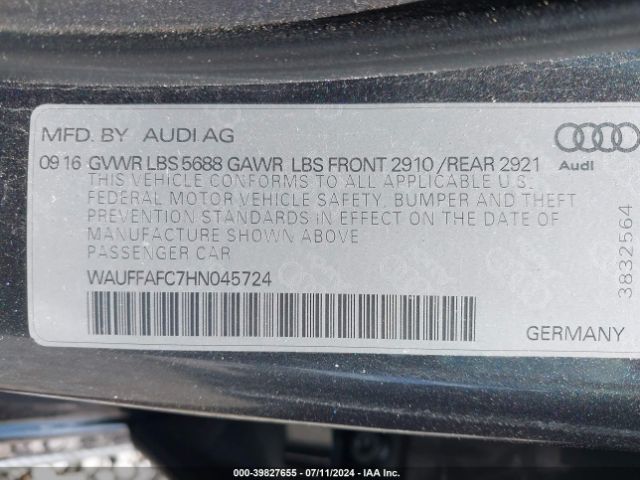 MFD. BY AUDI AG
09 16 GVWR LBS 5688 GAWR LBS FRONT 2910 /REAR 2921
Audi
THIS VEHICLE CONFORMS TO ALL APPLICABLE U.S.
FEDERAL MOTOR VEHICLE SAFETY, BUMPER AND THEFT
PREVENTION STANDARDS IN EFFECT ON THE DATE OF
MANUFACTURE SHOWN ABOVE.
PASSENGER CAR
WAUFFAFC7HN045724
3832564
GERMANY
000-39827655 / 07/11/2024 - IAA Inc.